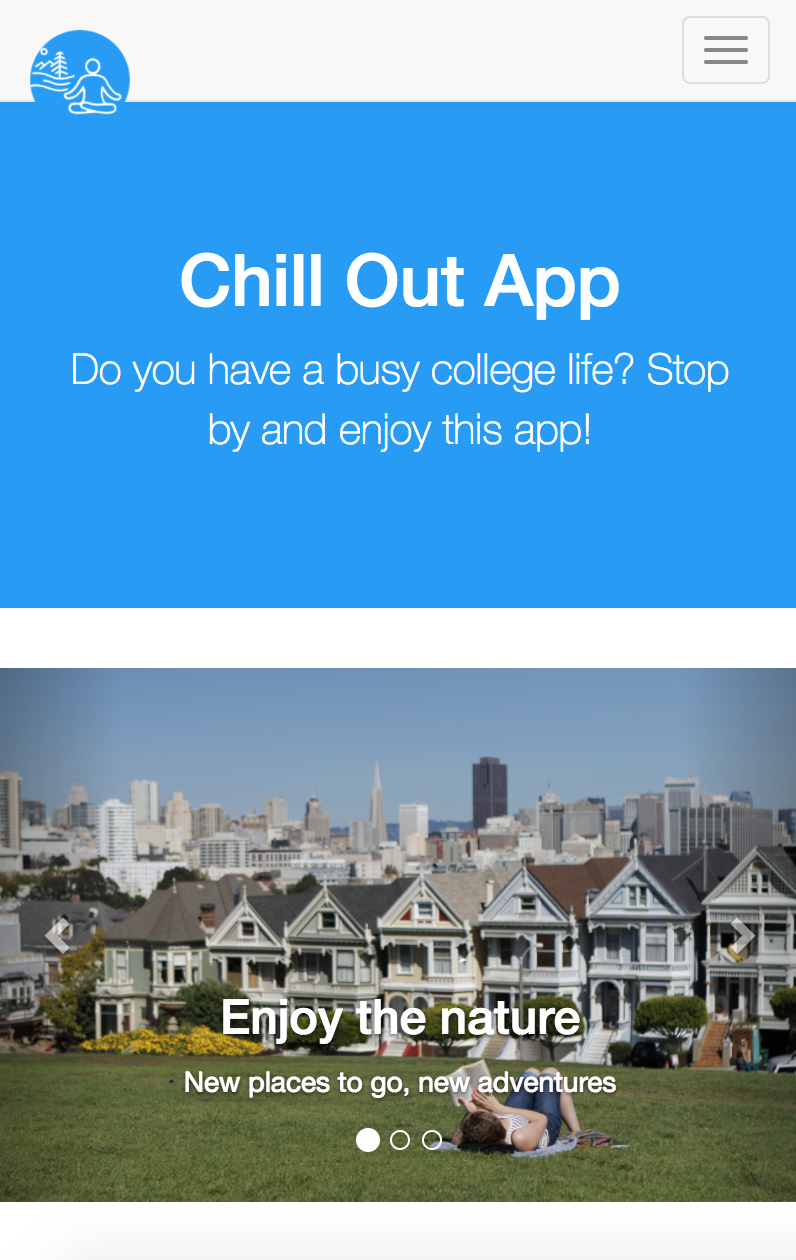 Chill Out App
Do you have a busy college life? Stop
by and enjoy this app!
Enjoy the nature
New places to go, new adventures